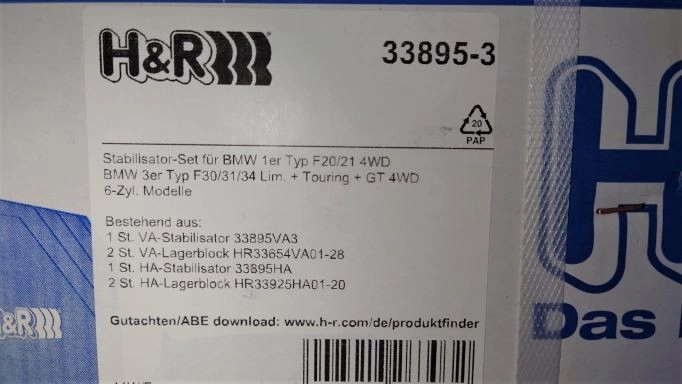 H&R
33895-3
20
PAP
Stabilisator-Set für BMW 1er Typ F20/21 4WD
BMW 3er Typ F30/31/34 Lim. + Touring + GT 4WD
6-Zyl. Modelle
Bestehend aus:
1 St. VA-Stabilisator 33895VA3
2 St. VA-Lagerblock HR33654VA01-28
1 St. HA-Stabilisator 33895HA
2 St. HA-Lagerblock HR33925HA01-20
Gutachten/ABE download: www.h-r.com/de/produktfinder
&R
H
Das